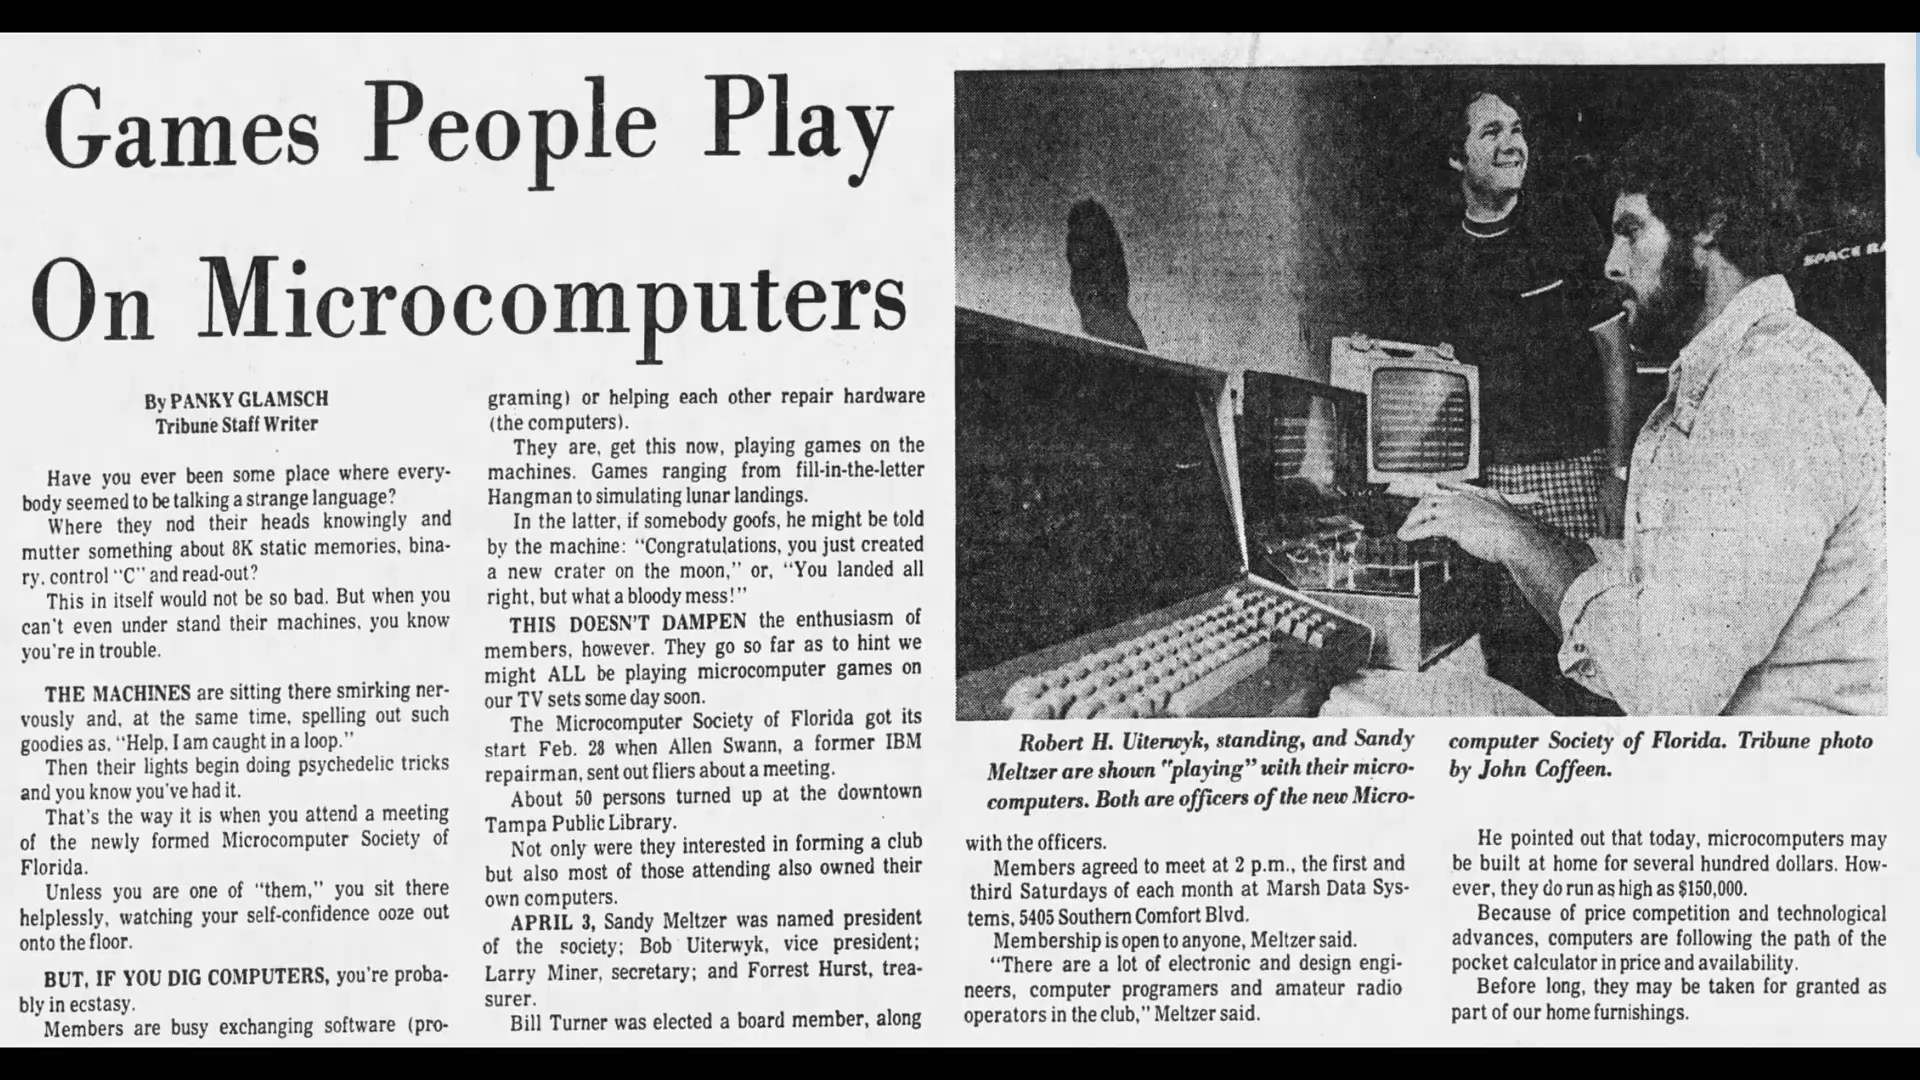 Games People Play
On Microcomputers
By PANKY GLAMSCH
Tribune Staff Writer
Have you ever been some place where every-
body seemed to be talking a strange language?
Where they nod their heads knowingly and
mutter something about 8K static memories, bina-
ry, control "C" and read-out?
This in itself would not be so bad. But when you
can't even under stand their machines, you know
you're in trouble.
THE MACHINES are sitting there smirking ner-
vously and, at the same time, spelling out such
goodies as, "Help, I am caught in a loop."
Then their lights begin doing psychedelic tricks
and you know you've had it.
That's the way it is when you attend a meeting
of the newly formed Microcomputer Society of
Florida.
Unless you are one of "them," you sit there
helplessly, watching your self-confidence ooze out
onto the floor.
BUT, IF YOU DIG COMPUTERS, you're proba-
bly in ecstasy.
Members are busy exchanging software (pro-
graming) or helping each other repair hardware
(the computers).
They are, get this now, playing games on the
machines. Games ranging from fill-in-the-letter
Hangman to simulating lunar landings.
In the latter, if somebody goofs, he might be told
by the machine: "Congratulations, you just created
a new crater on the moon," or, "You landed all
right, but what a bloody mess!"
THIS DOESN'T DAMPEN the enthusiasm of
members, however. They go so far as to hint we
might ALL be playing microcomputer games on
our TV sets some day soon.
The Microcomputer Society of Florida got its
start Feb. 28 when Allen Swann, a former IBM
repairman, sent out fliers about a meeting.
About 50 persons turned up at the downtown
Tampa Public Library.
Not only were they interested in forming a club
but also most of those attending also owned their
own computers.
APRIL 3, Sandy Meltzer was named president
of the society; Bob Uiterwyk, vice president;
Larry Miner, secretary; and Forrest Hurst, trea-
surer.
Bill Turner was elected a board member, along
SPACE RA
Robert H. Uiterwyk, standing, and Sandy
Meltzer are shown "playing" with their micro-
computers. Both are officers of the new Micro-
computer Society of Florida. Tribune photo
by John Coffeen.
with the officers.
Members agreed to meet at 2 p.m., the first and
third Saturdays of each month at Marsh Data Sys-
tems, 5405 Southern Comfort Blvd.
Membership is open to anyone, Meltzer said.
"There are a lot of electronic and design engi-
neers, computer programers and amateur radio
operators in the club," Meltzer said.
He pointed out that today, microcomputers may
be built at home for several hundred dollars. How-
ever, they do run as high as $150,000.
Because of price competition and technological
advances, computers are following the path of the
pocket calculator in price and availability.
Before long, they may be taken for granted as
part of our home furnishings.